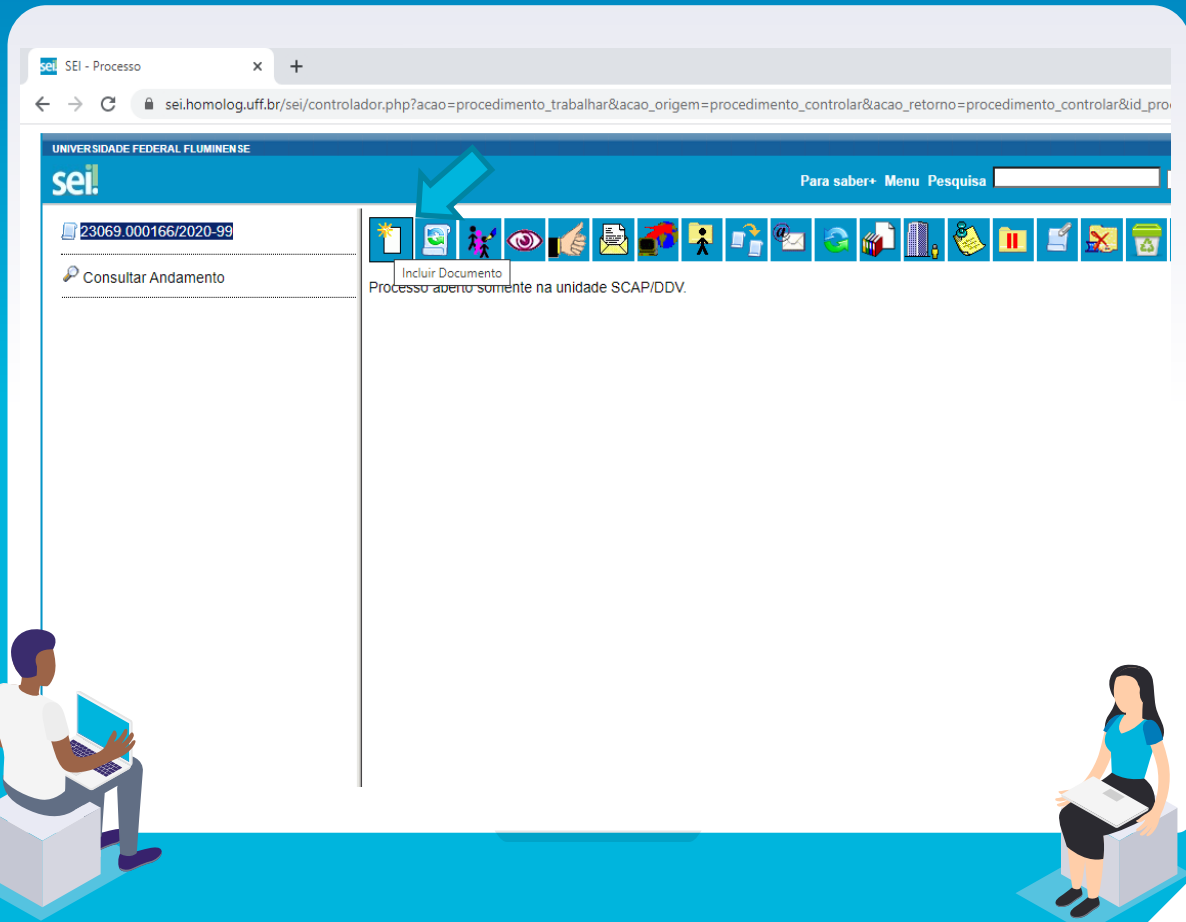 sei! SEI - Processo
sei.homolog.uff.br/sei/controlador.php?acao=procedimento_trabalhar&acao_origem=procedimento_controlar&acao_retorno=procedimento_controlar&id_pro
UNIVERSIDADE FEDERAL FLUMINENSE
sei!
Para saber+ Menu Pesquisa
23069.000166/2020-99
Consultar Andamento
Incluir Documento
Processo aberto somente na unidade SCAP/DDV.